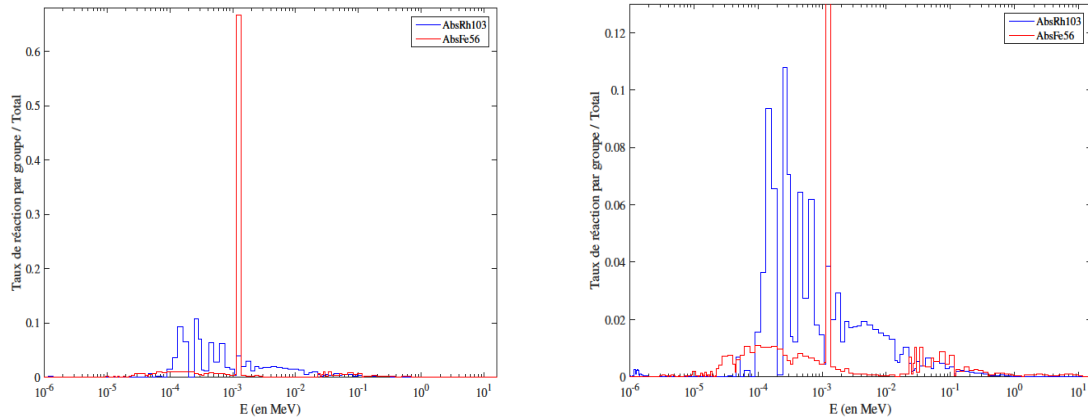 Taux de réaction par groupe / Total
0.6
0.5
0.4
0.3
0.2
0.1
0
10^-6 10^-5 10^-4 10^-3 10^-2 10^-1 10^0 10^1
E (en MeV)
AbsRh103
AbsFe56
Taux de réaction par groupe / Total
0.12
0.1
0.08
0.06
0.04
0.02
0
10^-6 10^-5 10^-4 10^-3 10^-2 10^-1 10^0 10^1
E (en MeV)
AbsRh103
AbsFe56